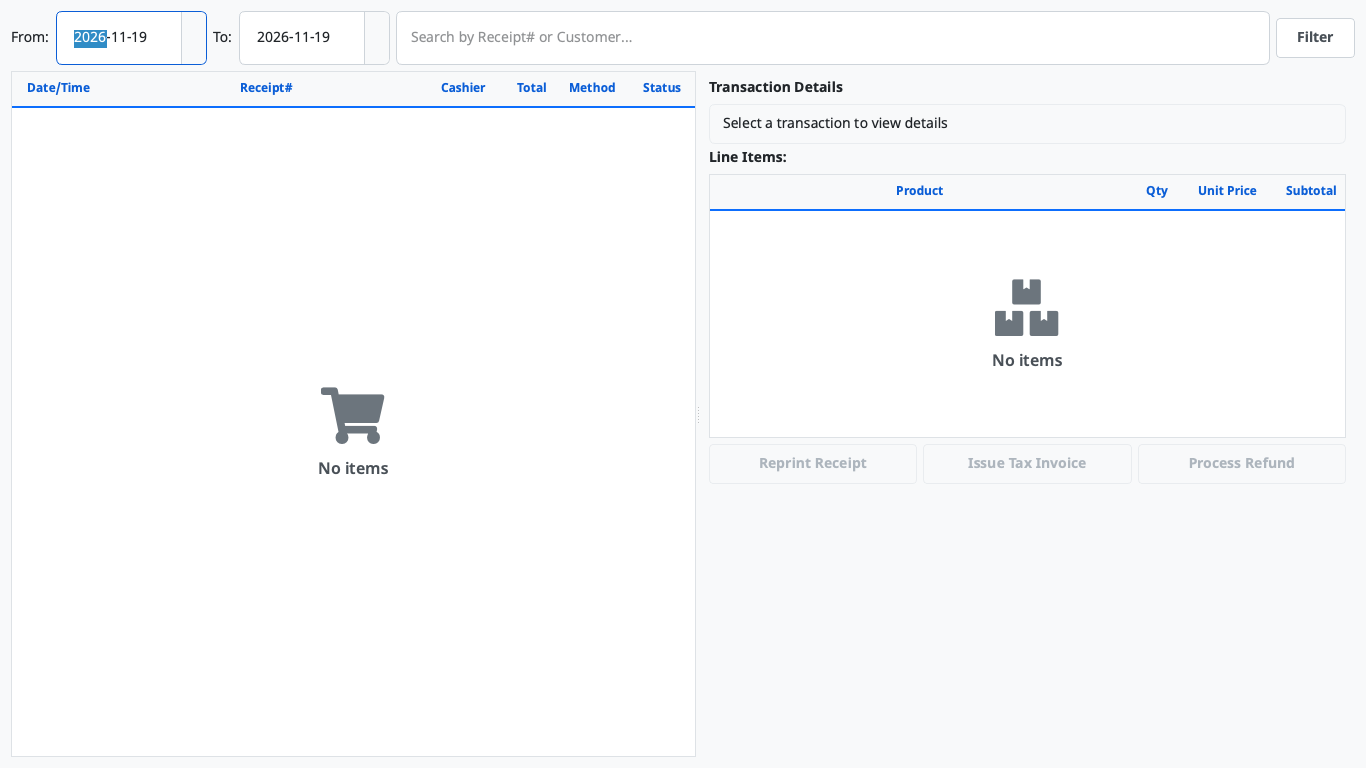 From: 2026-11-19 To: 2026-11-19 Search by Receipt# or Customer... Filter
Date/Time Receipt# Cashier Total Method Status
No items
Transaction Details
Select a transaction to view details
Line Items:
Product Qty Unit Price Subtotal
No items
Reprint Receipt Issue Tax Invoice Process Refund